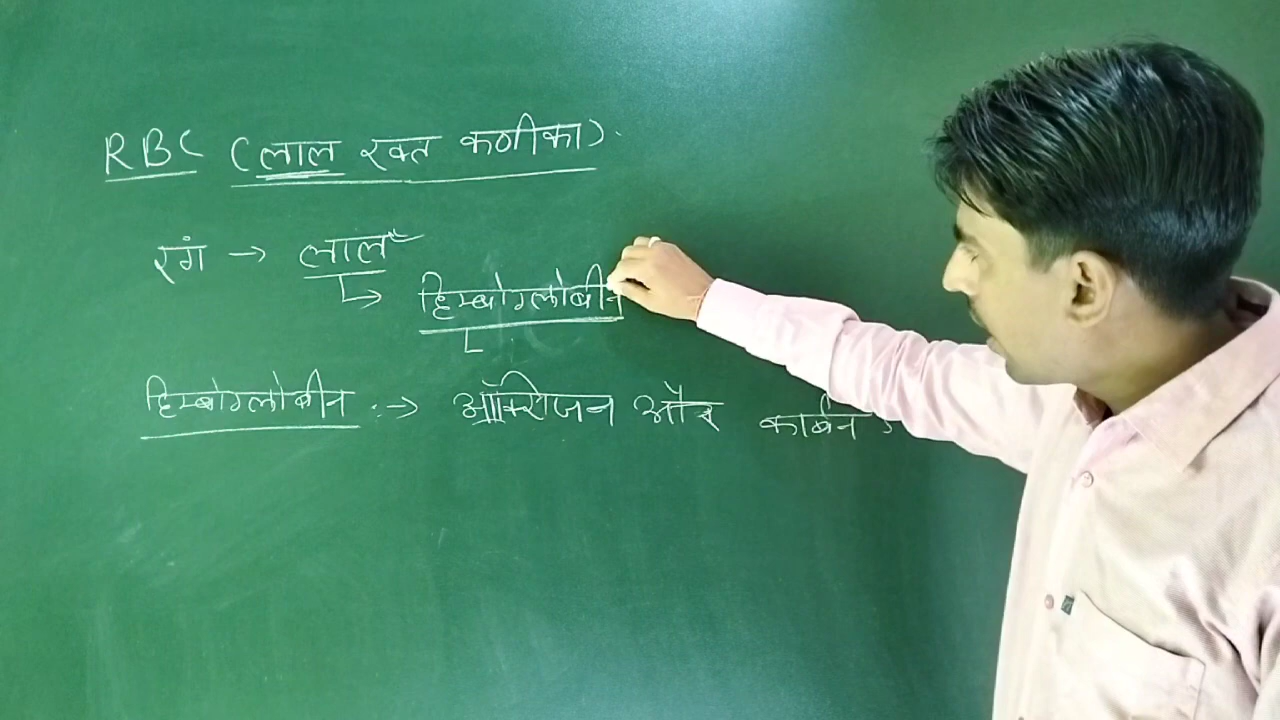 RBC (लाल रक्त कणीका).
रंग → लाल
↳ हिम्बोग्लोबीन
हिम्बोग्लोबीन → ऑक्सिजन और कार्बन